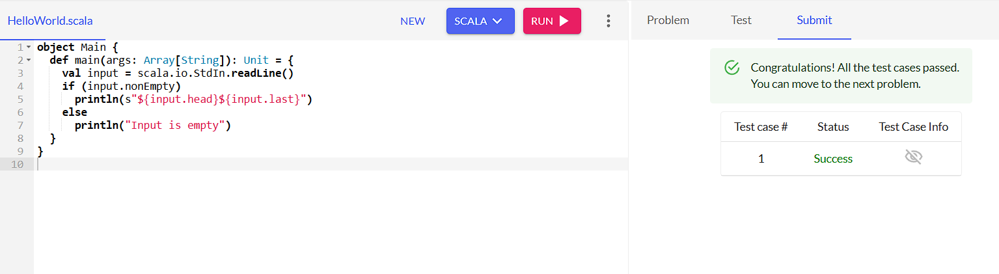 HelloWorld.scala NEW SCALA RUN
1 object Main {
2   def main(args: Array[String]): Unit = {
3     val input = scala.io.StdIn.readLine()
4     if (input.nonEmpty)
5       println(s"${input.head}${input.last}")
6     else
7       println("Input is empty")
8   }
9 }
10
Problem Test Submit
Congratulations! All the test cases passed.
You can move to the next problem.
Test case # Status Test Case Info
1 Success